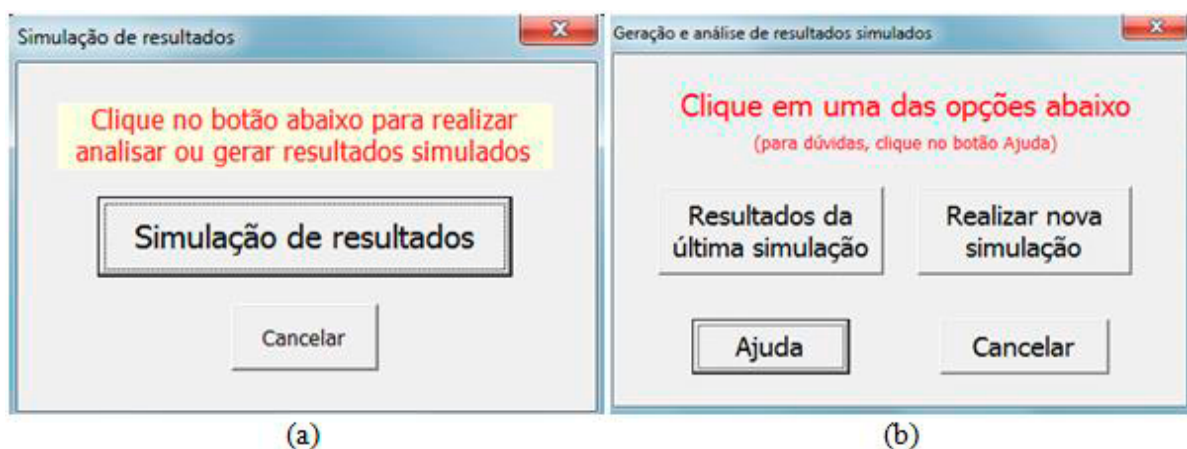 Simulação de resultados
Clique no botão abaixo para realizar
analisar ou gerar resultados simulados
Simulação de resultados
Cancelar
(a)
Geração e análise de resultados simulados
Clique em uma das opções abaixo
(para dúvidas, clique no botão Ajuda)
Resultados da
última simulação
Realizar nova
simulação
Ajuda
Cancelar
(b)